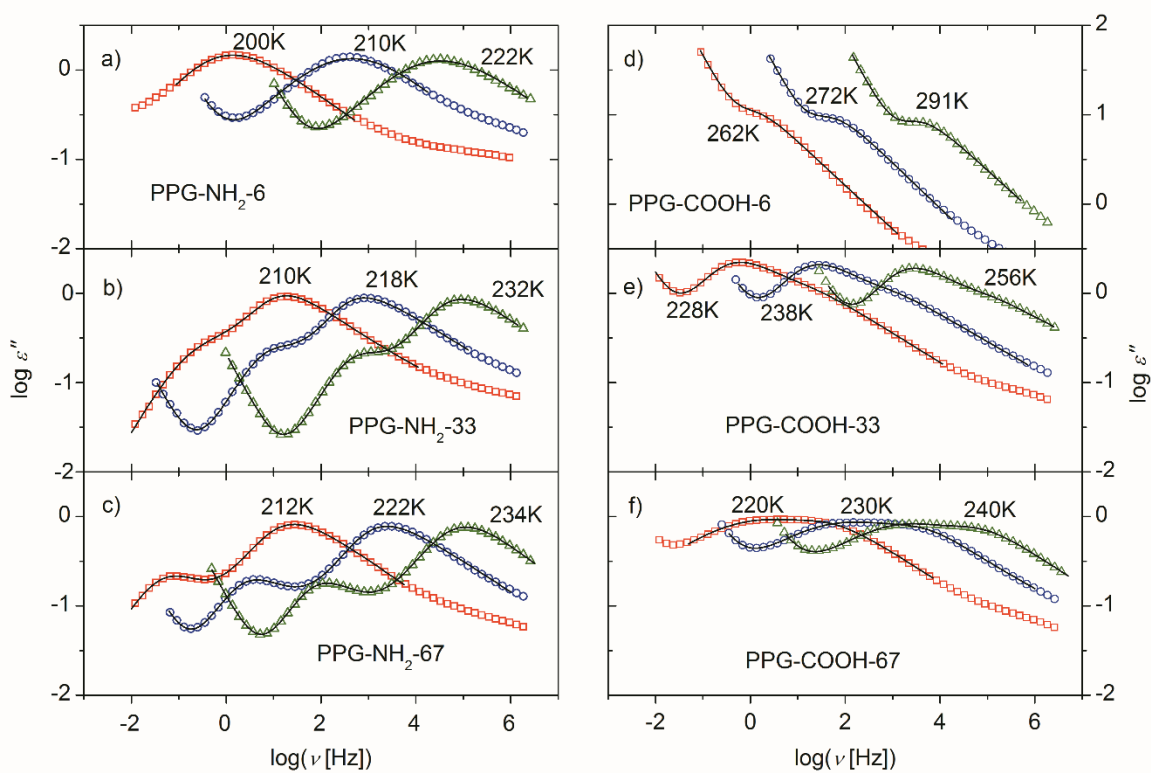 a)
200K
210K
222K
PPG-NH₂-6
0
-1
-2
b)
210K
218K
232K
PPG-NH₂-33
0
-1
-2
c)
212K
222K
234K
PPG-NH₂-67
0
-1
-2
log ε″
-2
0
2
4
6
log(ν [Hz])
d)
262K
272K
291K
PPG-COOH-6
2
1
0
e)
228K
238K
256K
PPG-COOH-33
0
-1
-2
f)
220K
230K
240K
PPG-COOH-67
0
-1
-2
log ε″
-2
0
2
4
6
log(ν [Hz])